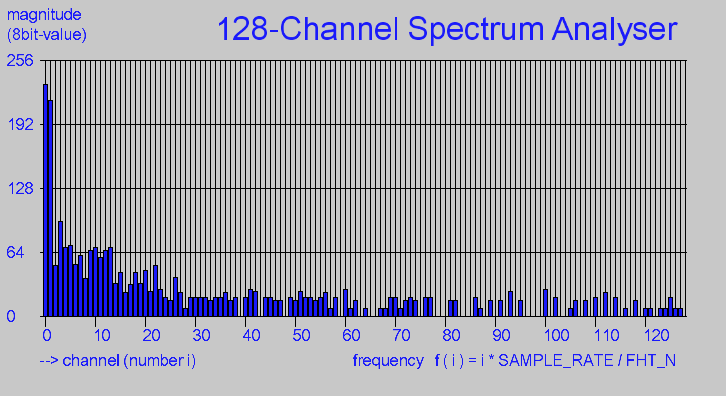 magnitude
(8bit-value)
128-Channel Spectrum Analyser
256
192
128
64
0
0 10 20 30 40 50 60 70 80 90 100 110 120
--> channel (number i)
frequency f ( i ) = i * SAMPLE_RATE / FHT_N